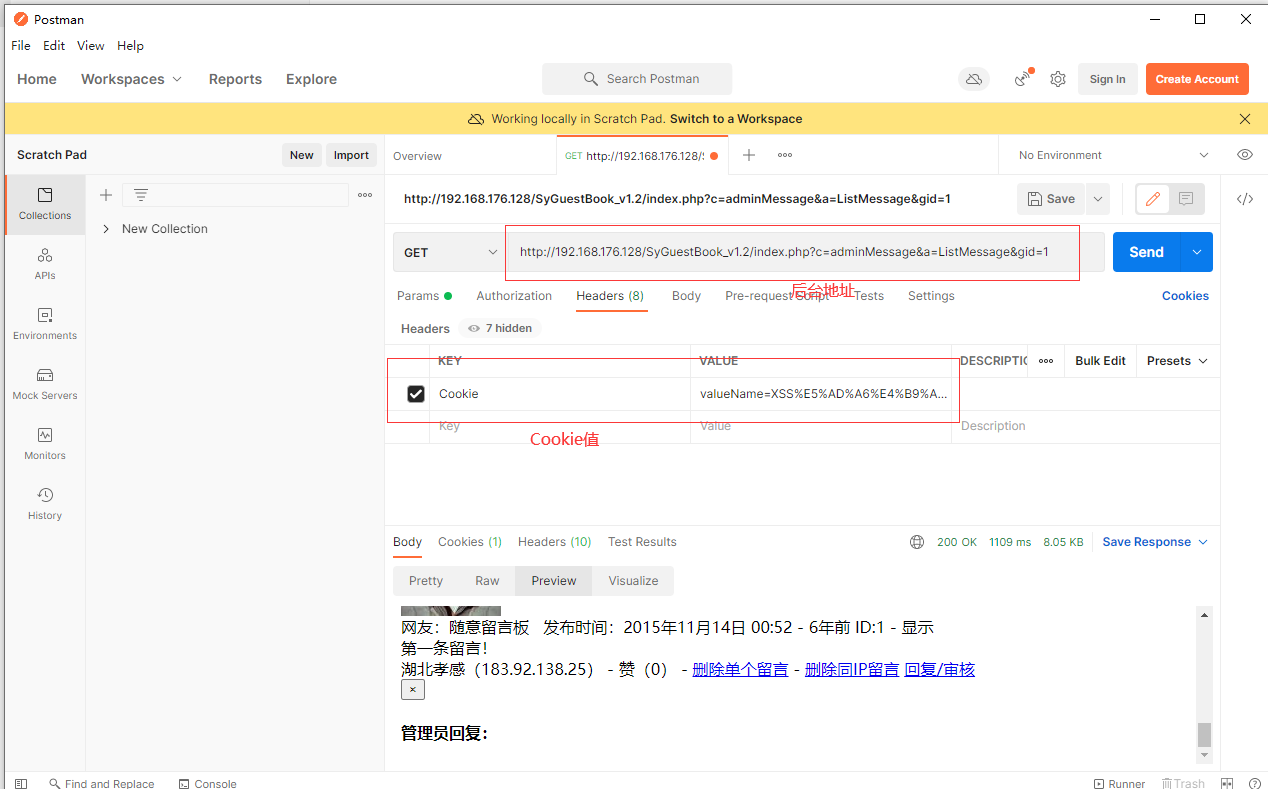 Postman
File Edit View Help
Home Workspaces Reports Explore Search Postman Sign In Create Account
Working locally in Scratch Pad. Switch to a Workspace
Scratch Pad New Import Overview GET http://192.168.176.128/S No Environment
Collections
APIs
Environments
Mock Servers
Monitors
History
New Collection
http://192.168.176.128/SyGuestBook_v1.2/index.php?c=adminMessage&a=ListMessage&gid=1 Save
GET http://192.168.176.128/SyGuestBook_v1.2/index.php?c=adminMessage&a=ListMessage&gid=1 Send
后台地址
Params Authorization Headers (8) Body Pre-request Script Tests Settings Cookies
Headers 7 hidden
KEY VALUE DESCRIPTIC Bulk Edit Presets
Cookie valueName=XSS%E5%AD%A6%E4%B9%A...
Key Value Description
Cookie值
Body Cookies (1) Headers (10) Test Results 200 OK 1109 ms 8.05 KB Save Response
Pretty Raw Preview Visualize
网友：随意留言板 发布时间：2015年11月14日 00:52 - 6年前 ID:1 - 显示
第一条留言！
湖北孝感（183.92.138.25） - 赞（0） - 删除单个留言 - 删除同IP留言 回复/审核
×
管理员回复：
Find and Replace Console Runner Trash